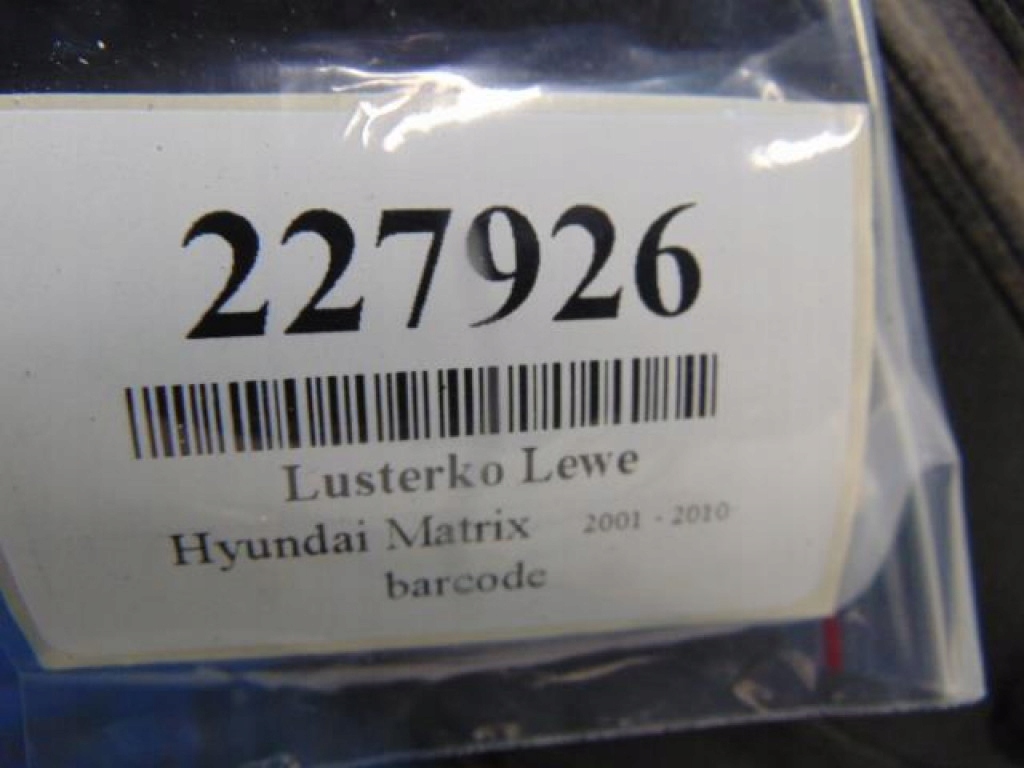 227926
Lusterko Lewe
Hyundai Matrix 2001 - 2010
barcode